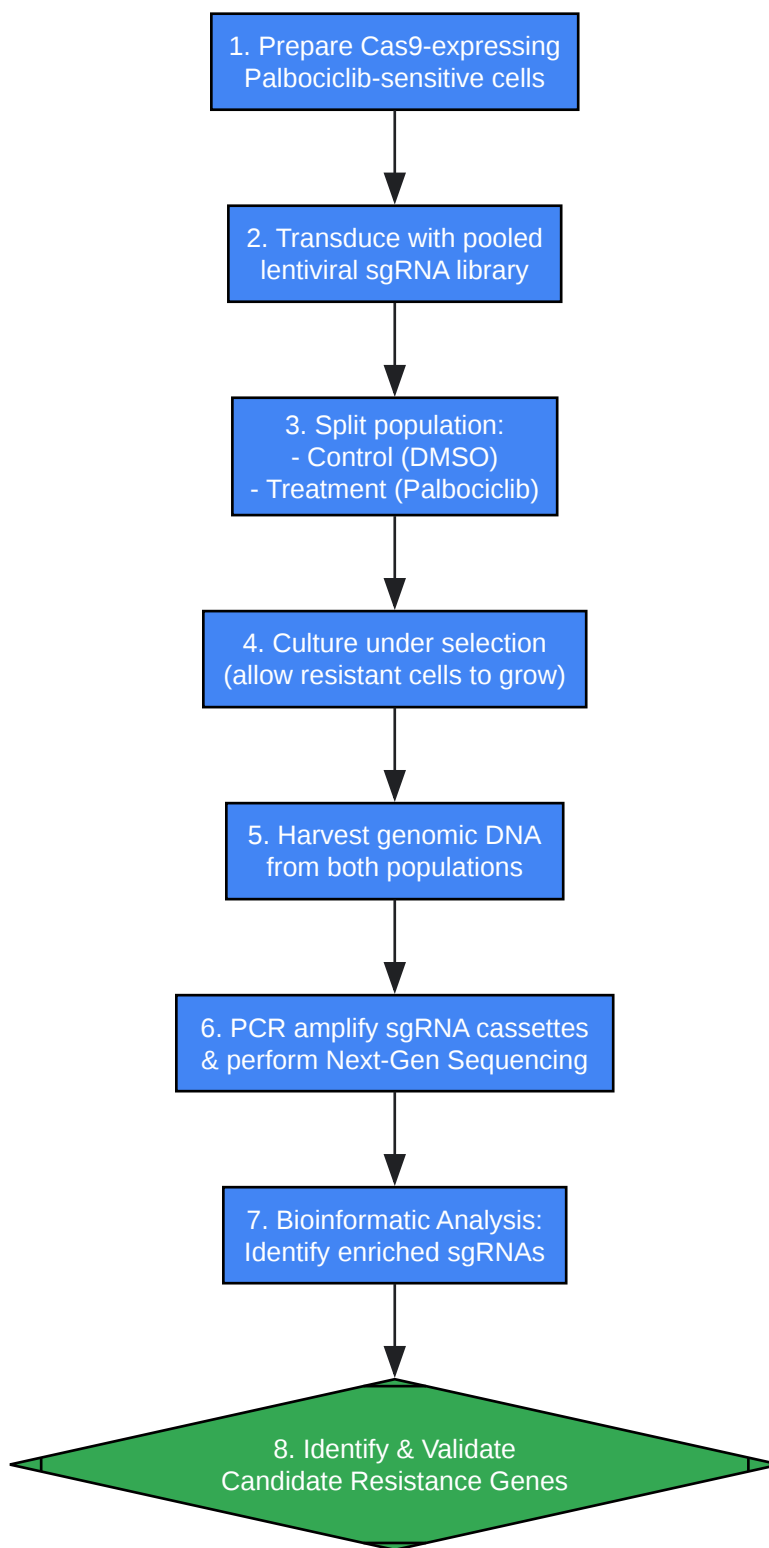 1. Prepare Cas9-expressing
Palbociclib-sensitive cells
2. Transduce with pooled
lentiviral sgRNA library
3. Split population:
- Control (DMSO)
- Treatment (Palbociclib)
4. Culture under selection
(allow resistant cells to grow)
5. Harvest genomic DNA
from both populations
6. PCR amplify sgRNA cassettes
& perform Next-Gen Sequencing
7. Bioinformatic Analysis:
Identify enriched sgRNAs
8. Identify & Validate
Candidate Resistance Genes